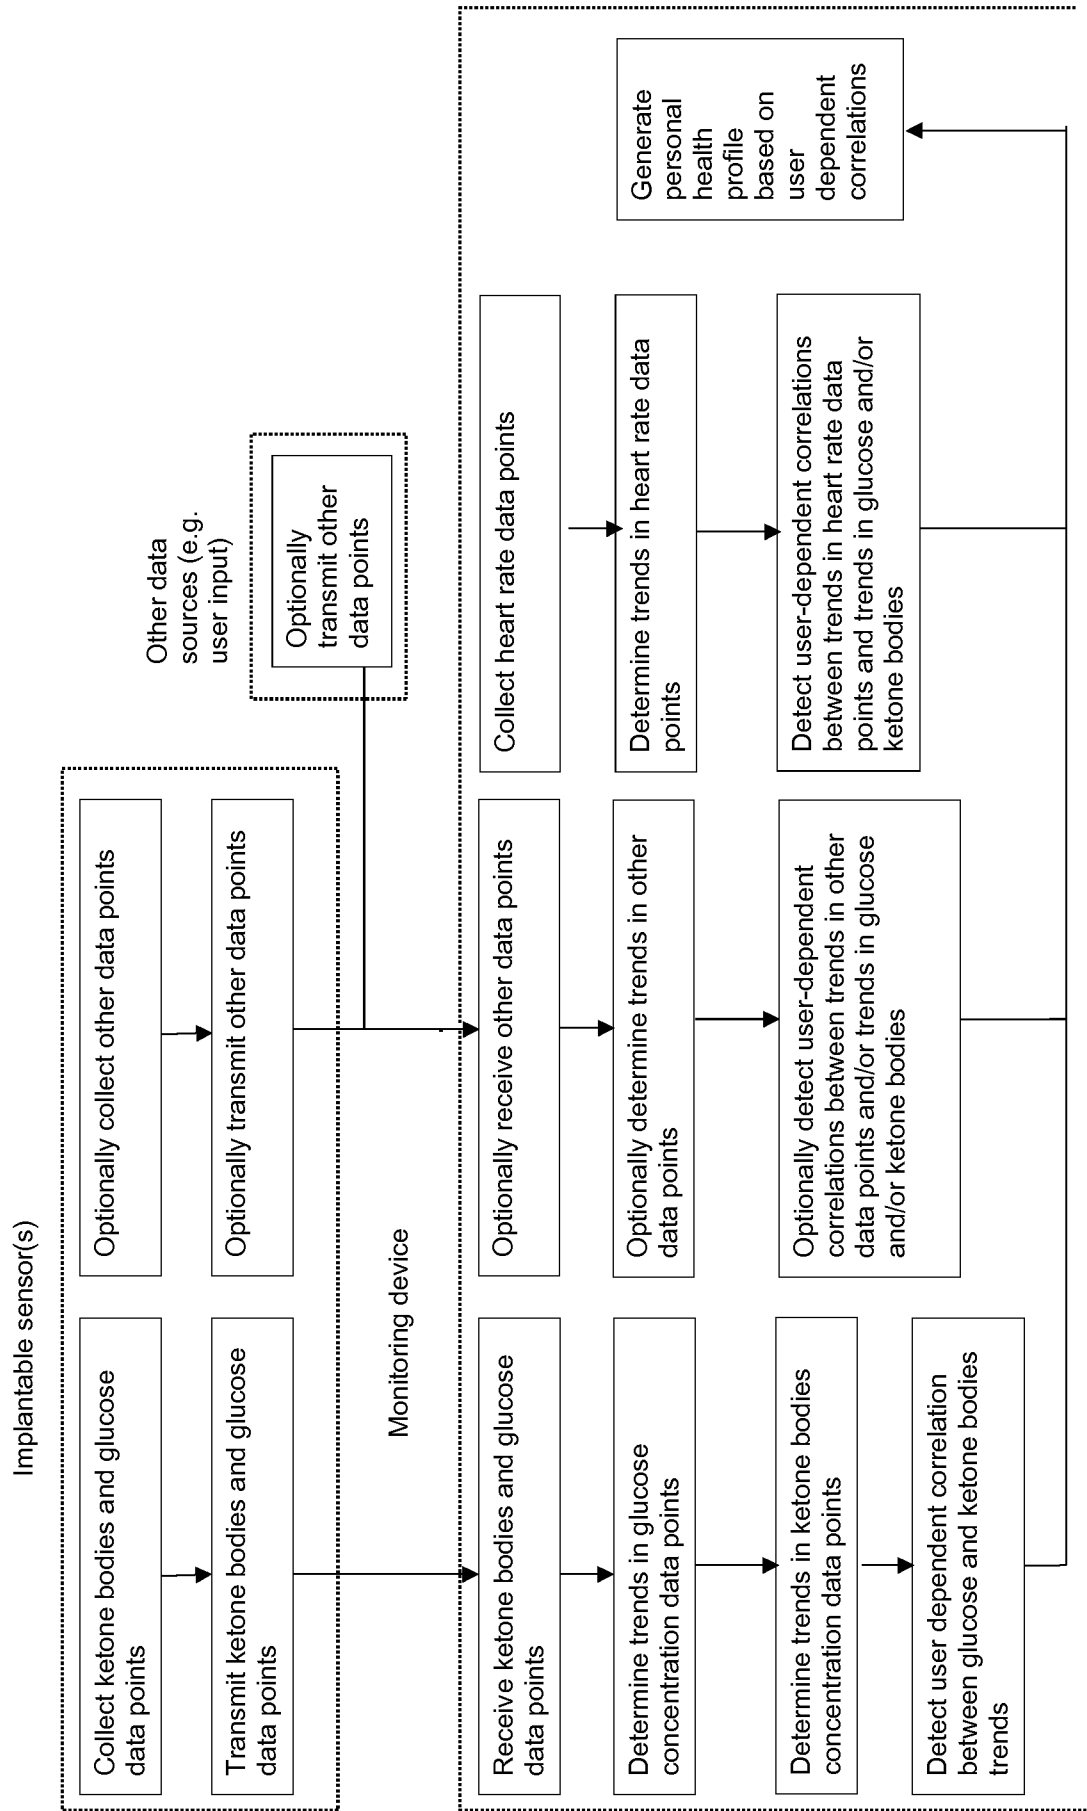 Implantable sensor(s)
Collect ketone bodies and glucose
data points
Transmit ketone bodies and glucose
data points
Optionally collect other data points
Optionally transmit other data points
Other data
sources (e.g.
user input)
Optionally
transmit other
data points
Monitoring device
Receive ketone bodies and glucose
data points
Determine trends in glucose
concentration data points
Determine trends in ketone bodies
concentration data points
Detect user dependent correlation
between glucose and ketone bodies
trends
Optionally receive other data points
Optionally determine trends in other
data points
Optionally detect user-dependent
correlations between trends in other
data points and/or trends in glucose
and/or ketone bodies
Collect heart rate data points
Determine trends in heart rate data
points
Detect user-dependent correlations
between trends in heart rate data
points and trends in glucose and/or
ketone bodies
Generate
personal
health
profile
based on
user
dependent
correlations